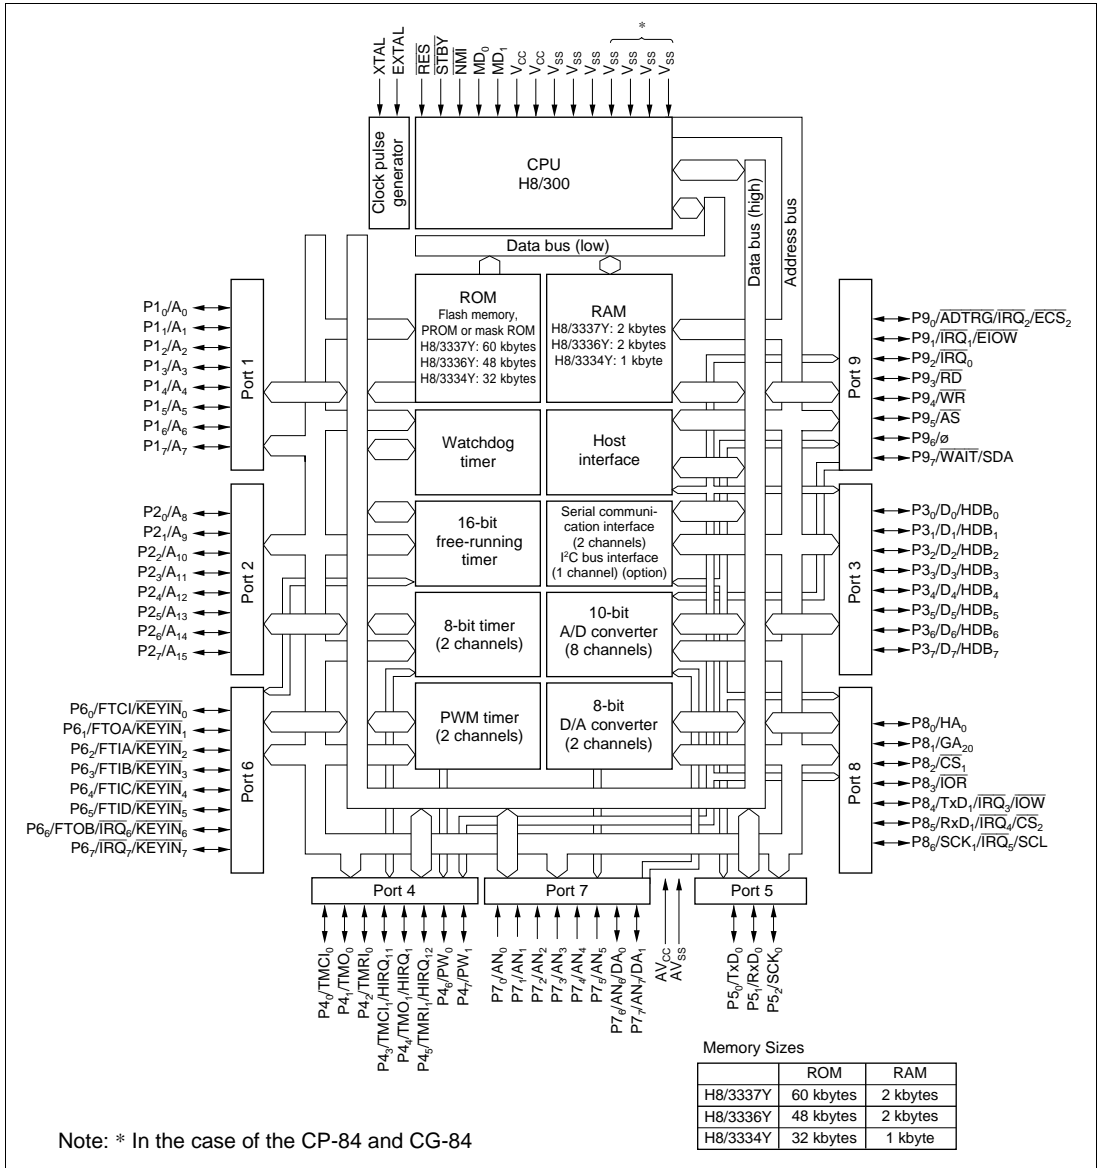 *
XTAL
EXTAL
RES
STBY
NMI
MD0
MD1
VCC
VCC
VSS
VSS
VSS
VSS
VSS
VSS
VSS
Clock pulse
generator
CPU
H8/300
Data bus (low)
Data bus (high)
Address bus
ROM
Flash memory,
PROM or mask ROM
H8/3337Y: 60 kbytes
H8/3336Y: 48 kbytes
H8/3334Y: 32 kbytes
RAM
H8/3337Y: 2 kbytes
H8/3336Y: 2 kbytes
H8/3334Y: 1 kbyte
Watchdog
timer
Host
interface
16-bit
free-running
timer
Serial communi-
cation interface
(2 channels)
I²C bus interface
(1 channel) (option)
8-bit timer
(2 channels)
10-bit
A/D converter
(8 channels)
PWM timer
(2 channels)
8-bit
D/A converter
(2 channels)
P10/A0
P11/A1
P12/A2
P13/A3
P14/A4
P15/A5
P16/A6
P17/A7
Port 1
P20/A8
P21/A9
P22/A10
P23/A11
P24/A12
P25/A13
P26/A14
P27/A15
Port 2
P60/FTCI/KEYIN0
P61/FTOA/KEYIN1
P62/FTIA/KEYIN2
P63/FTIB/KEYIN3
P64/FTIC/KEYIN4
P65/FTID/KEYIN5
P66/FTOB/IRQ6/KEYIN6
P67/IRQ7/KEYIN7
Port 6
Port 9
P90/ADTRG/IRQ2/ECS2
P91/IRQ1/EIOW
P92/IRQ0
P93/RD
P94/WR
P95/AS
P96/ø
P97/WAIT/SDA
Port 3
P30/D0/HDB0
P31/D1/HDB1
P32/D2/HDB2
P33/D3/HDB3
P34/D4/HDB4
P35/D5/HDB5
P36/D6/HDB6
P37/D7/HDB7
Port 8
P80/HA0
P81/GA20
P82/CS1
P83/IOR
P84/TxD1/IRQ3/IOW
P85/RxD1/IRQ4/CS2
P86/SCK1/IRQ5/SCL
Port 4
P40/TMCI0
P41/TMO0
P42/TMRI0
P43/TMCI1/HIRQ11
P44/TMO1/HIRQ1
P45/TMRI1/HIRQ12
P46/PW0
P47/PW1
Port 7
P70/AN0
P71/AN1
P72/AN2
P73/AN3
P74/AN4
P75/AN5
P76/AN6/DA0
P77/AN7/DA1
AVCC
AVSS
Port 5
P50/TxD0
P51/RxD0
P52/SCK0
Memory Sizes
ROM RAM
H8/3337Y 60 kbytes 2 kbytes
H8/3336Y 48 kbytes 2 kbytes
H8/3334Y 32 kbytes 1 kbyte
Note: * In the case of the CP-84 and CG-84